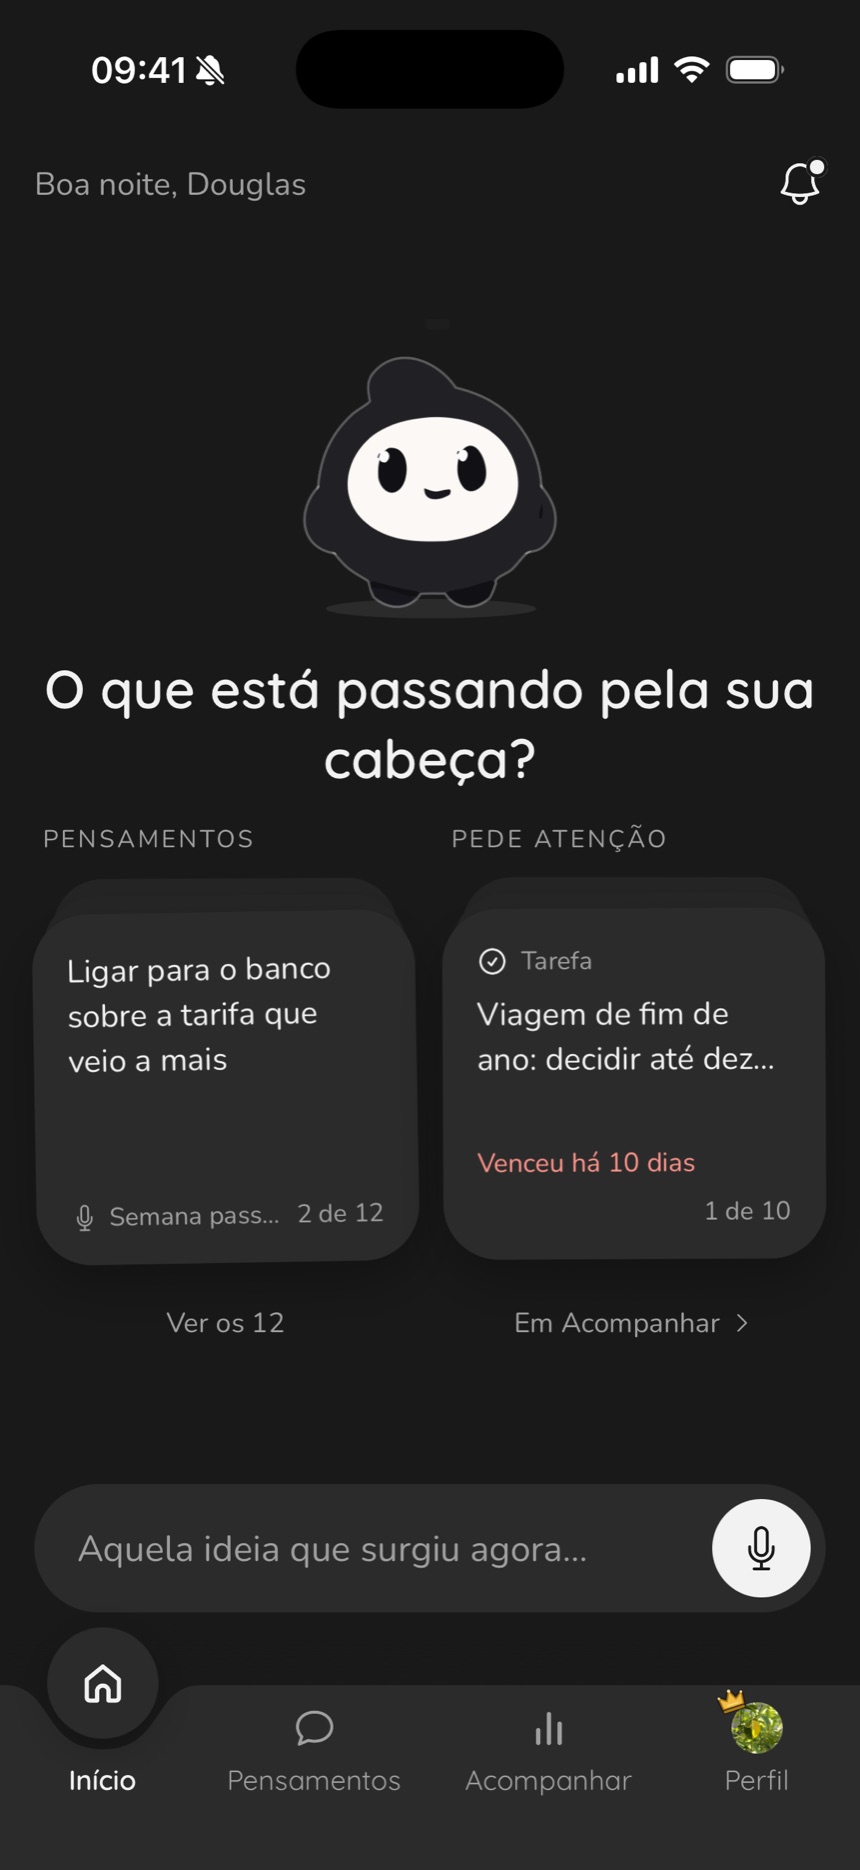 09:41
Boa noite, Douglas
O que está passando pela sua
cabeça?
PENSAMENTOS
Ligar para o banco
sobre a tarifa que
veio a mais
Semana pass... 2 de 12
Ver os 12
PEDE ATENÇÃO
Tarefa
Viagem de fim de
ano: decidir até dez...
Venceu há 10 dias
1 de 10
Em Acompanhar
Aquela ideia que surgiu agora...
Início
Pensamentos
Acompanhar
Perfil